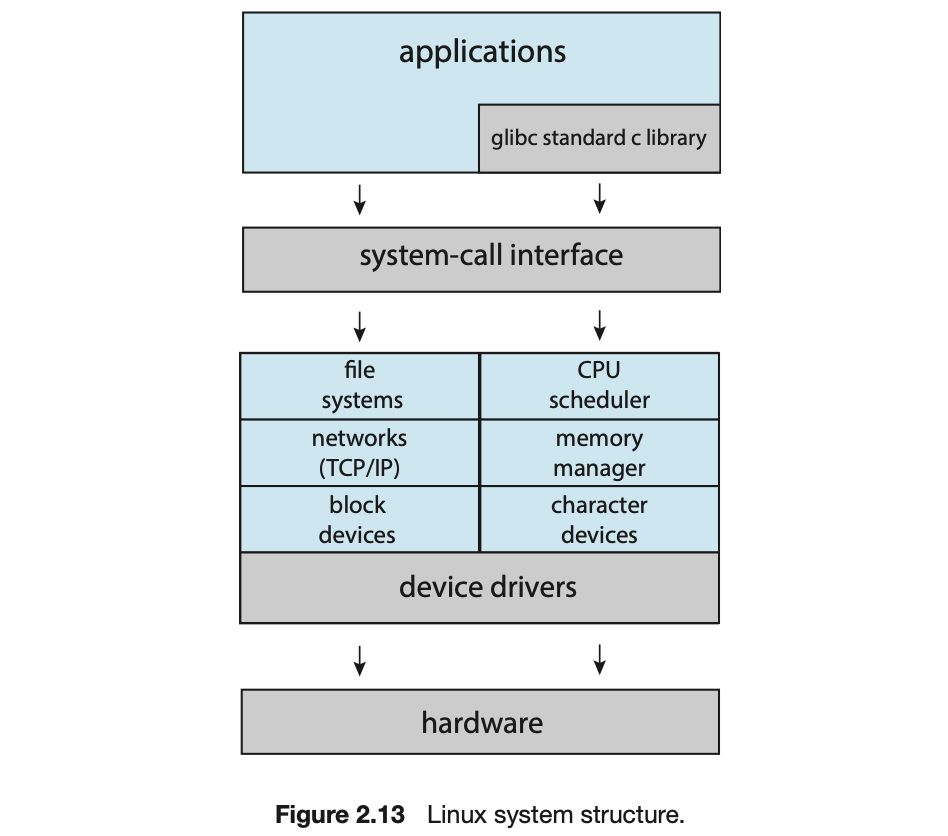 applications
glibc standard c library
system-call interface
file
systems
CPU
scheduler
networks
(TCP/IP)
memory
manager
block
devices
character
devices
device drivers
hardware
Figure 2.13 Linux system structure.